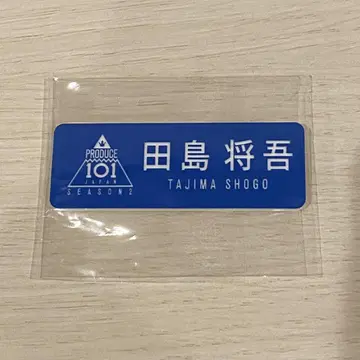 PRODUCE
101
JAPAN
SEASON2
田島 将吾
TAJIMA SHOGO